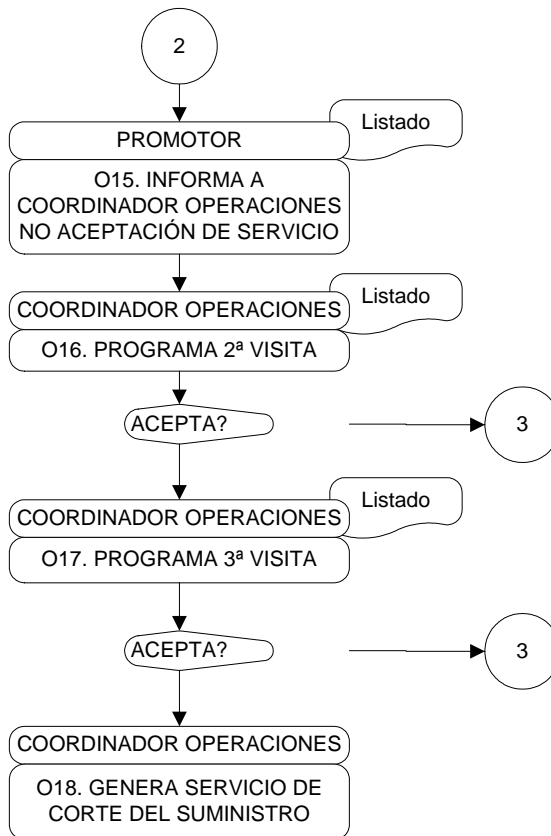 2
Listado
PROMOTOR
O15. INFORMA A
COORDINADOR OPERACIONES
NO ACEPTACIÓN DE SERVICIO
Listado
COORDINADOR OPERACIONES
O16. PROGRAMA 2ª VISITA
ACEPTA?
3
Listado
COORDINADOR OPERACIONES
O17. PROGRAMA 3ª VISITA
ACEPTA?
3
COORDINADOR OPERACIONES
O18. GENERA SERVICIO DE
CORTE DEL SUMINISTRO